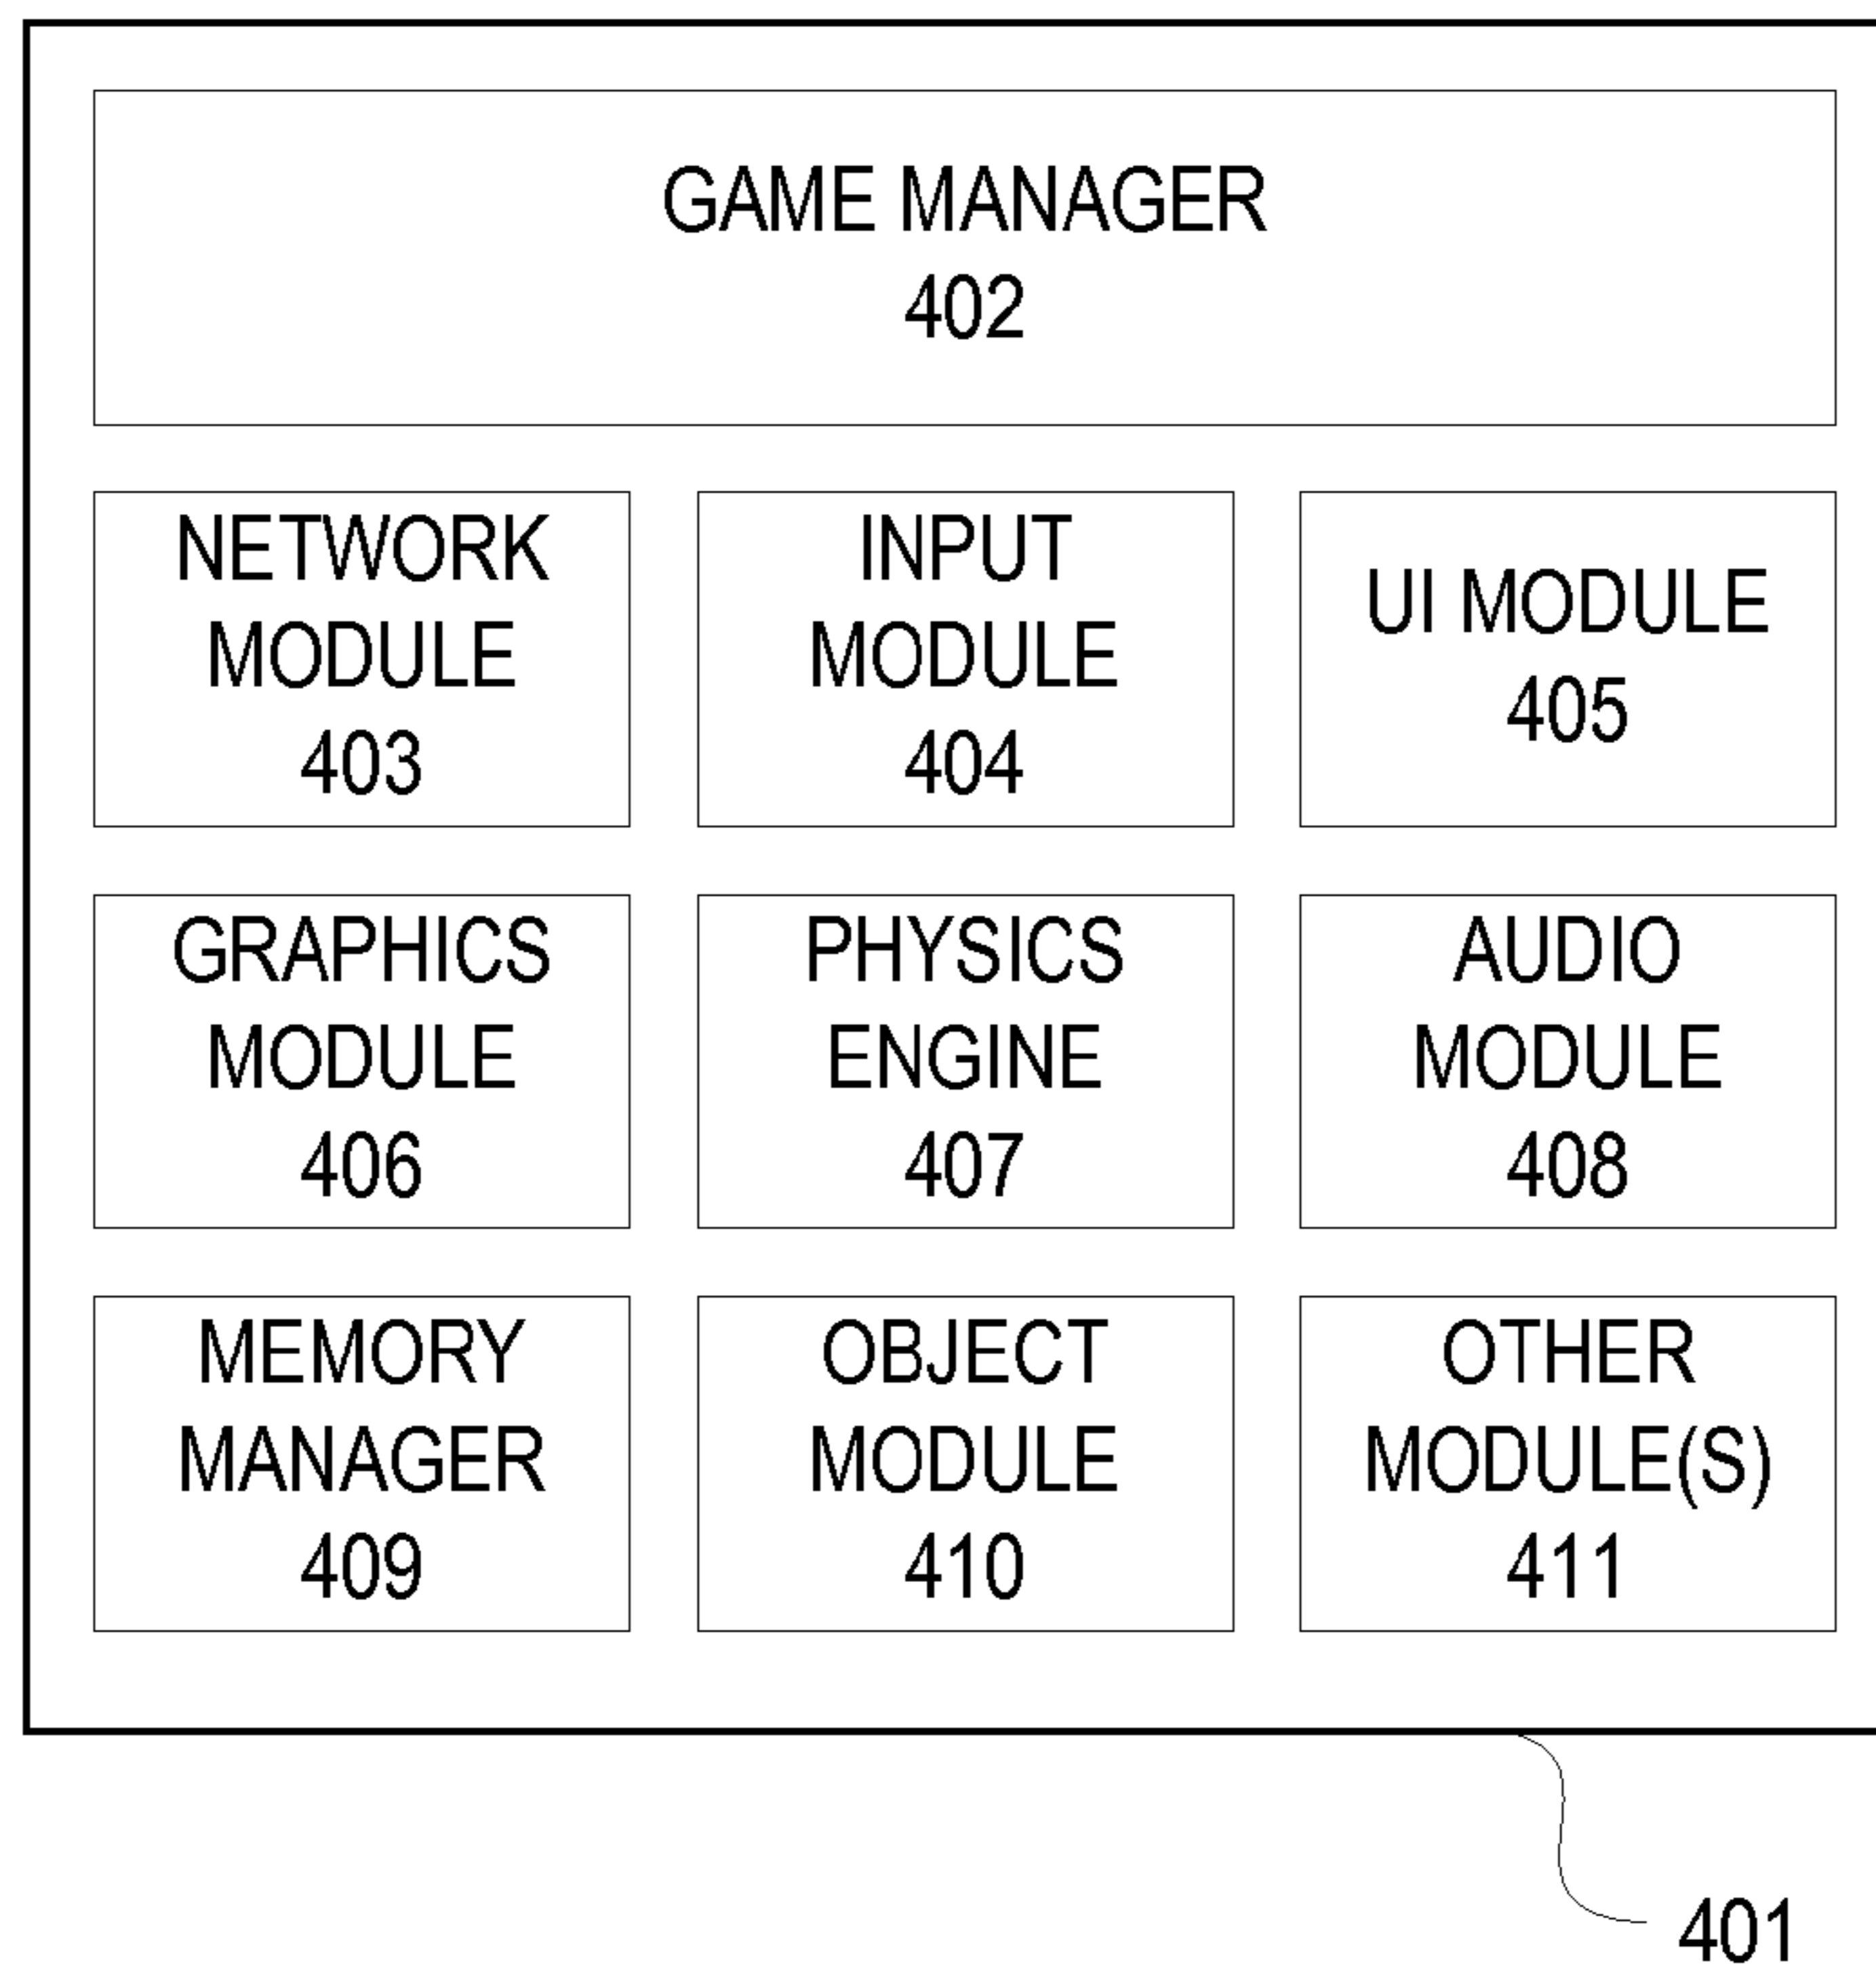 GAME MANAGER
402
NETWORK
MODULE
403
INPUT
MODULE
404
UI MODULE
405
GRAPHICS
MODULE
406
PHYSICS
ENGINE
407
AUDIO
MODULE
408
MEMORY
MANAGER
409
OBJECT
MODULE
410
OTHER
MODULE(S)
411
401